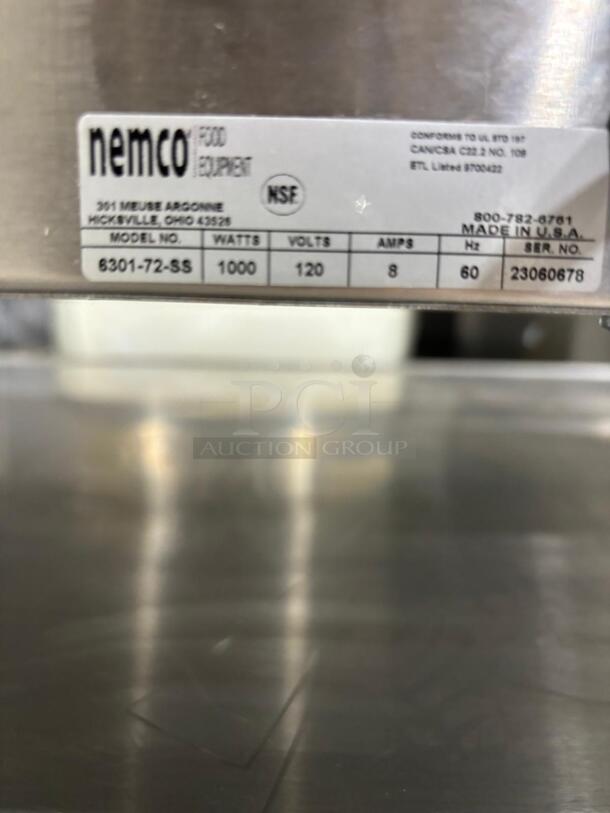 nemco FOOD
EQUIPMENT
CONFORMS TO UL STD 197
CAN/CSA C22.2 NO. 109
ETL Listed 9700422
NSF
301 MEUSE ARGONNE
HICKSVILLE, OHIO 43526
800-782-6761
MADE IN U.S.A.
MODEL NO. WATTS VOLTS AMPS Hz SER. NO.
6301-72-SS 1000 120 8 60 23060678
PCI
AUCTION GROUP